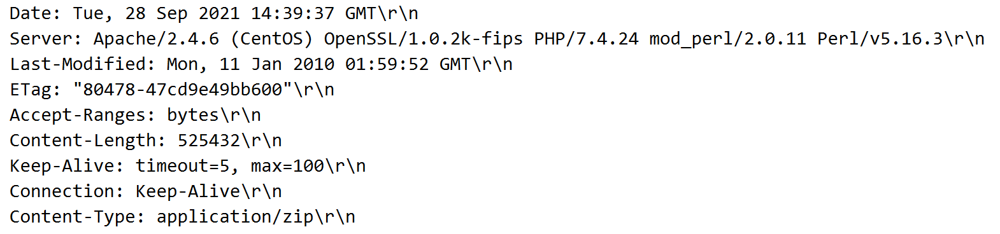 Date: Tue, 28 Sep 2021 14:39:37 GMT\r\n
Server: Apache/2.4.6 (CentOS) OpenSSL/1.0.2k-fips PHP/7.4.24 mod_perl/2.0.11 Perl/v5.16.3\r\n
Last-Modified: Mon, 11 Jan 2010 01:59:52 GMT\r\n
ETag: "80478-47cd9e49bb600"\r\n
Accept-Ranges: bytes\r\n
Content-Length: 525432\r\n
Keep-Alive: timeout=5, max=100\r\n
Connection: Keep-Alive\r\n
Content-Type: application/zip\r\n